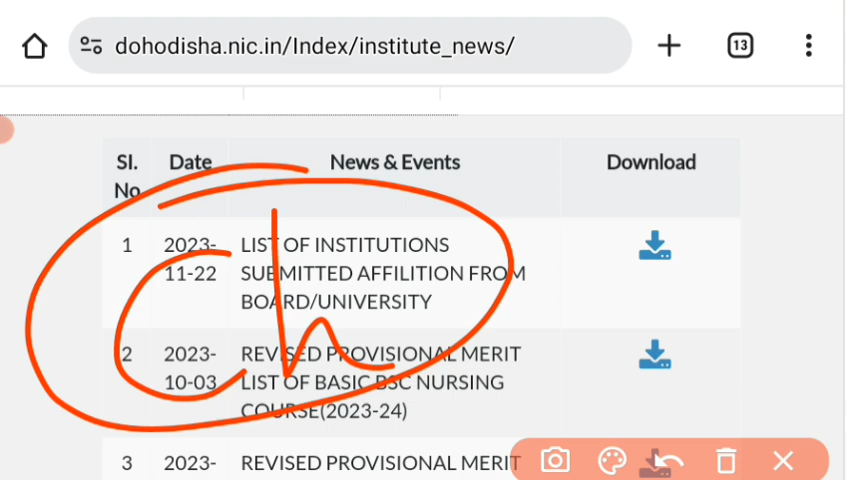 dohodisha.nic.in/Index/institute_news/
13
Sl. Date News & Events Download
No
1 2023- LIST OF INSTITUTIONS
11-22 SUBMITTED AFFILITION FROM
BOARD/UNIVERSITY
2 2023- REVISED PROVISIONAL MERIT
10-03 LIST OF BASIC BSC NURSING
COURSE(2023-24)
3 2023- REVISED PROVISIONAL MERIT